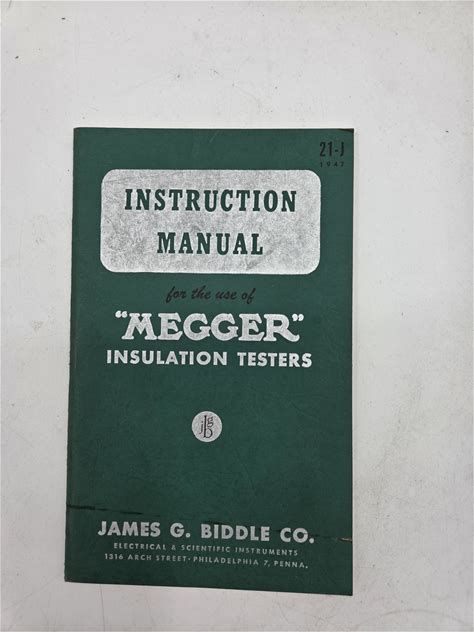 21-J
1947
INSTRUCTION
MANUAL
for the use of
"MEGGER"
INSULATION TESTERS
jgb
JAMES G. BIDDLE CO.
ELECTRICAL & SCIENTIFIC INSTRUMENTS
1316 ARCH STREET · PHILADELPHIA 7, PENNA.